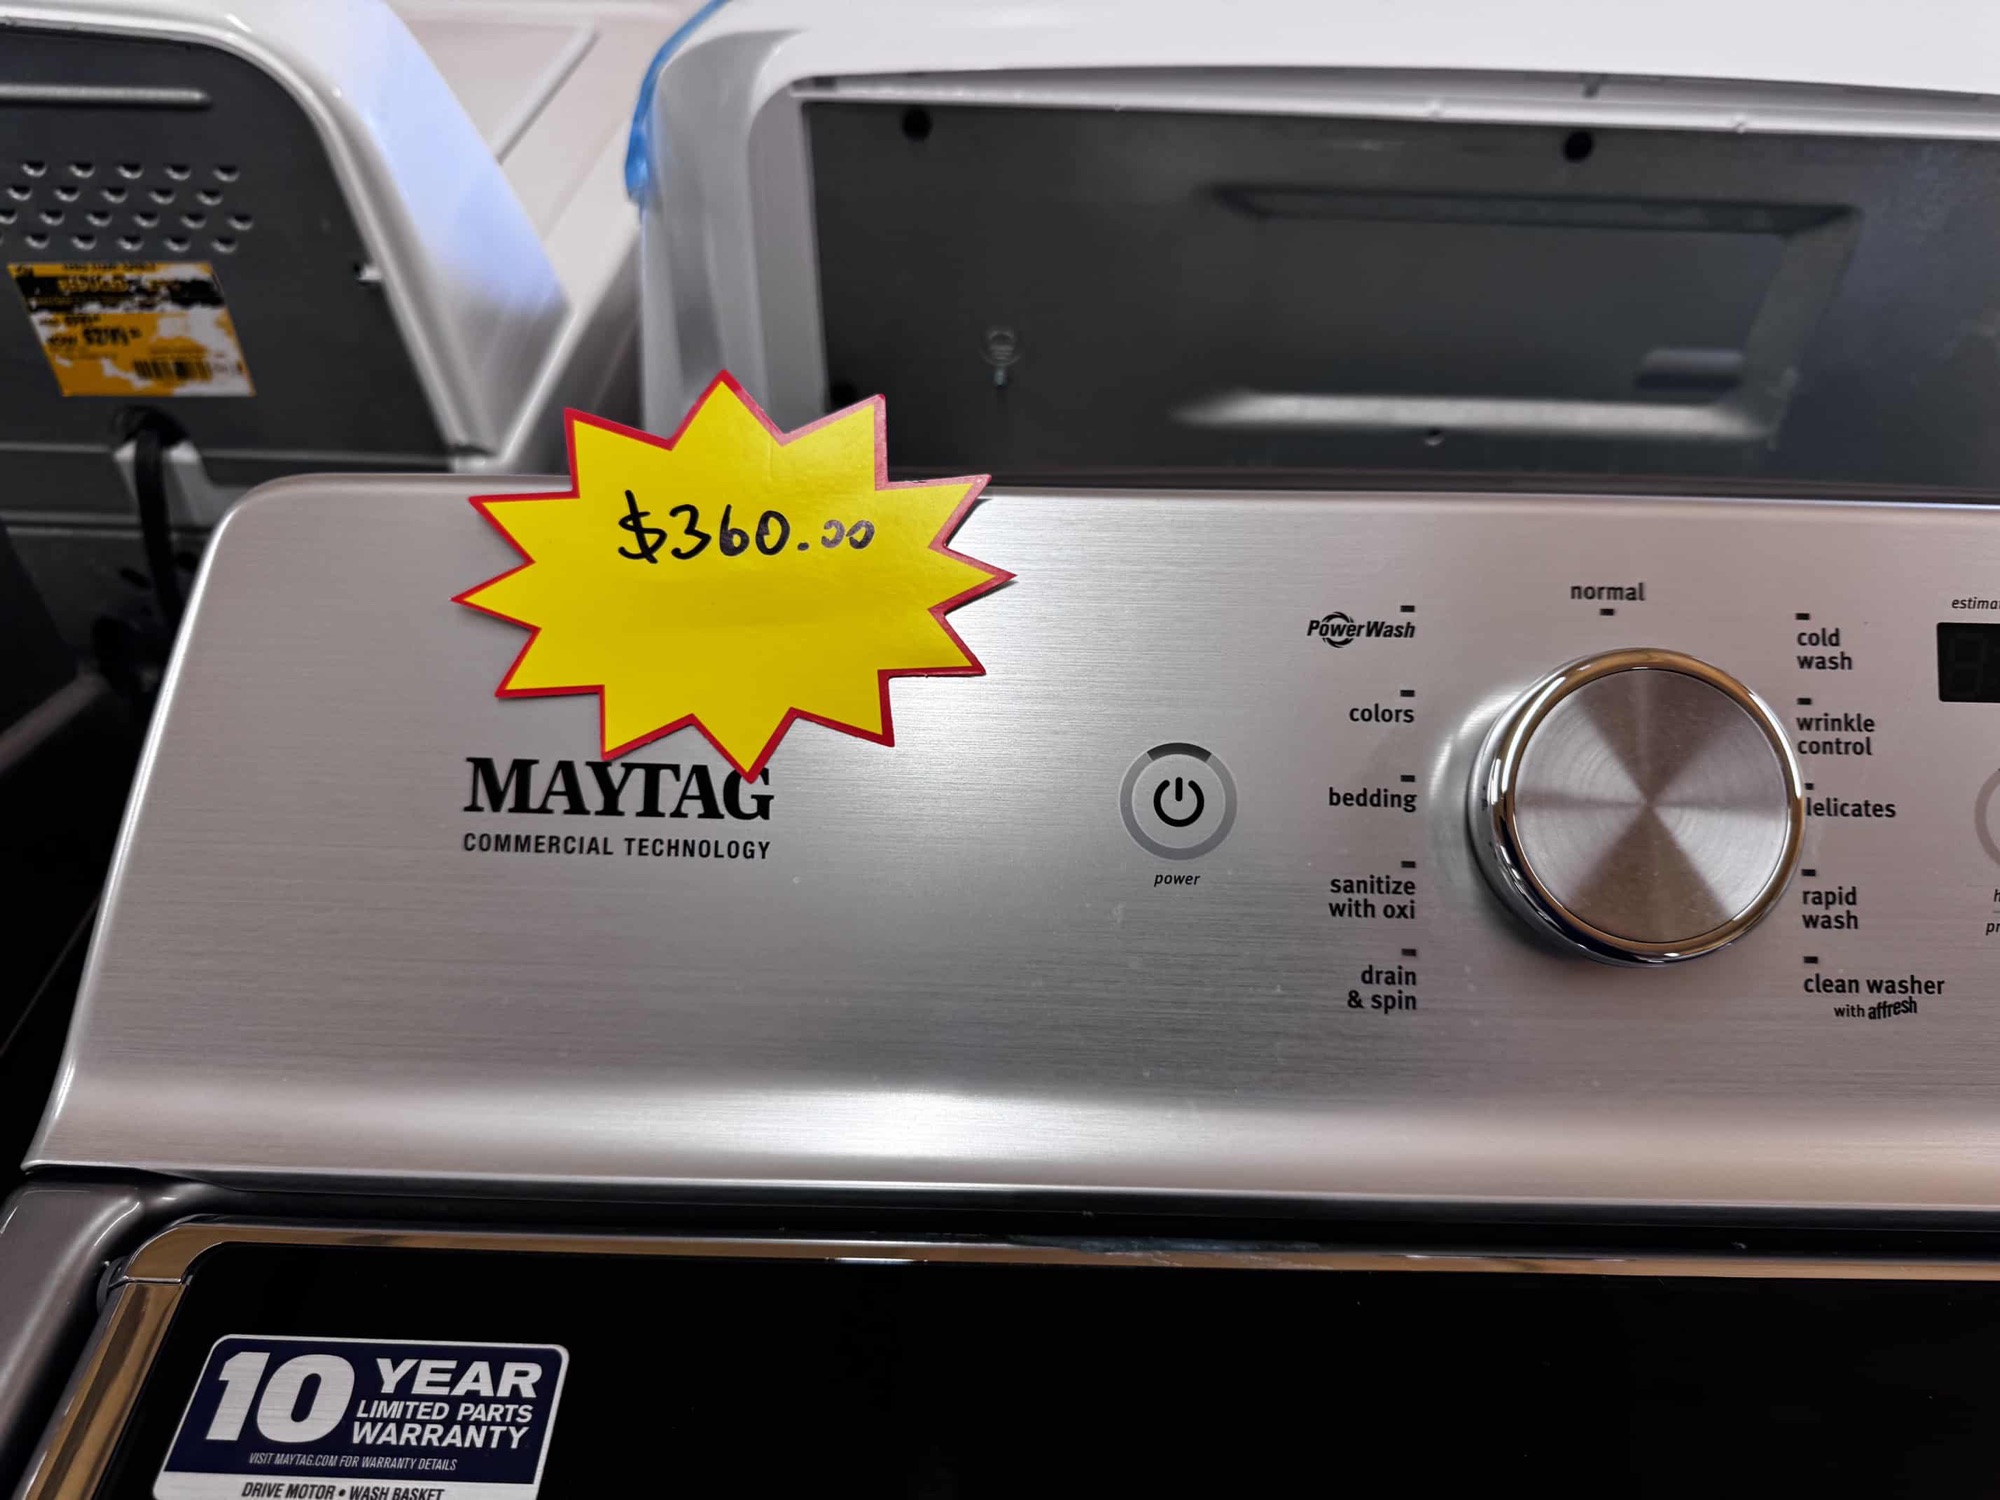 $360.00
MAYTAG
COMMERCIAL TECHNOLOGY
power
normal
PowerWash
colors
bedding
sanitize
with oxi
drain
& spin
cold
wash
wrinkle
control
delicates
rapid
wash
clean washer
with affresh
10 YEAR
LIMITED PARTS
WARRANTY
VISIT MAYTAG.COM FOR WARRANTY DETAILS
DRIVE MOTOR • WASH BASKET